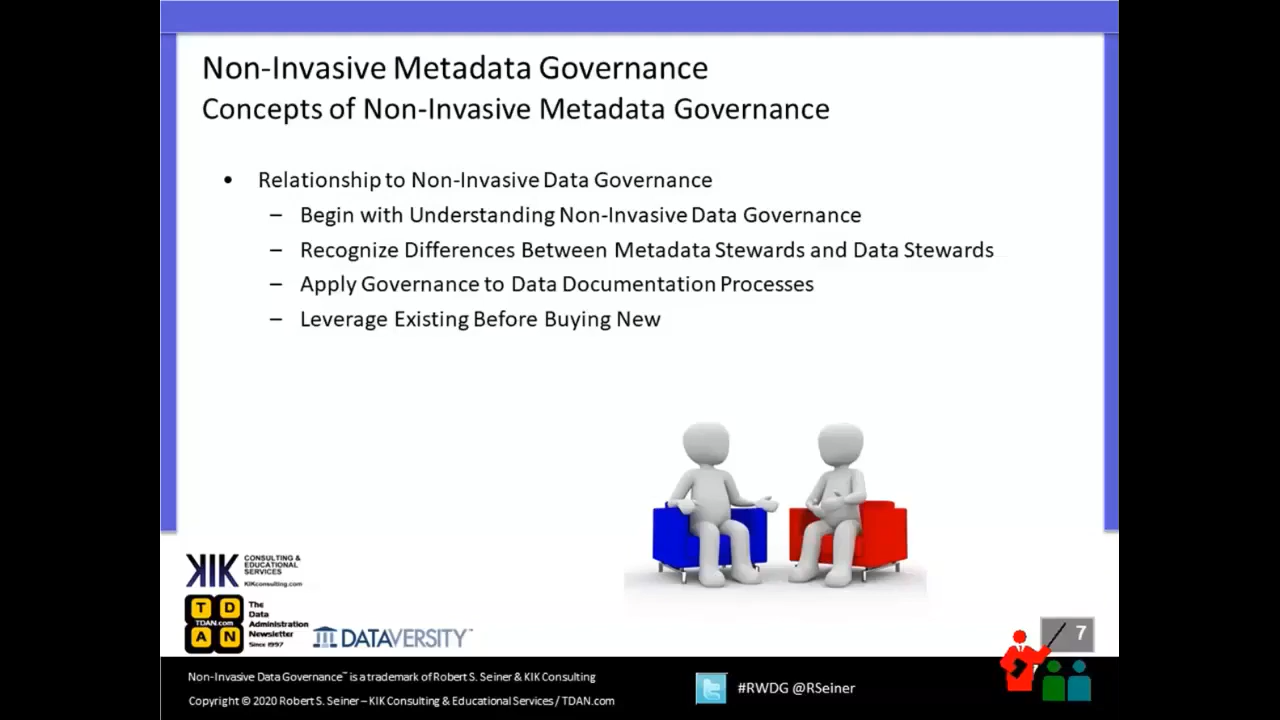 Non-Invasive Metadata Governance
Concepts of Non-Invasive Metadata Governance
• Relationship to Non-Invasive Data Governance
– Begin with Understanding Non-Invasive Data Governance
– Recognize Differences Between Metadata Stewards and Data Stewards
– Apply Governance to Data Documentation Processes
– Leverage Existing Before Buying New
KIK
CONSULTING &
EDUCATIONAL
SERVICES
KIKconsulting.com
T D
TDAN.com
A N
The
Data
Administration
Newsletter
Since 1997
DATAVERSITY™
7
Non-Invasive Data Governance™ is a trademark of Robert S. Seiner & KIK Consulting
Copyright © 2020 Robert S. Seiner – KIK Consulting & Educational Services / TDAN.com
#RWDG @RSeiner